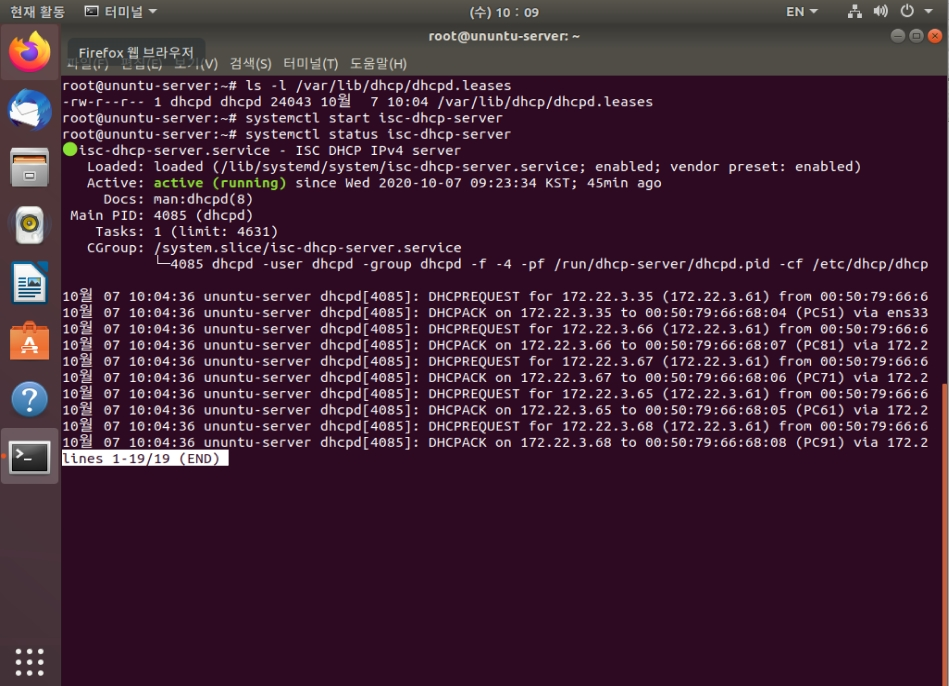 현재 활동 터미널 (수) 10 : 09 EN
root@ununtu-server: ~
Firefox 웹 브라우저
파일(F) 편집(E) 보기(V) 검색(S) 터미널(T) 도움말(H)
root@ununtu-server:~# ls -l /var/lib/dhcp/dhcpd.leases
-rw-r--r-- 1 dhcpd dhcpd 24043 10월  7 10:04 /var/lib/dhcp/dhcpd.leases
root@ununtu-server:~# systemctl start isc-dhcp-server
root@ununtu-server:~# systemctl status isc-dhcp-server
●isc-dhcp-server.service - ISC DHCP IPv4 server
   Loaded: loaded (/lib/systemd/system/isc-dhcp-server.service; enabled; vendor preset: enabled)
   Active: active (running) since Wed 2020-10-07 09:23:34 KST; 45min ago
     Docs: man:dhcpd(8)
 Main PID: 4085 (dhcpd)
    Tasks: 1 (limit: 4631)
   CGroup: /system.slice/isc-dhcp-server.service
           └─4085 dhcpd -user dhcpd -group dhcpd -f -4 -pf /run/dhcp-server/dhcpd.pid -cf /etc/dhcp/dhcp
10월 07 10:04:36 ununtu-server dhcpd[4085]: DHCPREQUEST for 172.22.3.35 (172.22.3.61) from 00:50:79:66:6
10월 07 10:04:36 ununtu-server dhcpd[4085]: DHCPACK on 172.22.3.35 to 00:50:79:66:68:04 (PC51) via ens33
10월 07 10:04:36 ununtu-server dhcpd[4085]: DHCPREQUEST for 172.22.3.66 (172.22.3.61) from 00:50:79:66:6
10월 07 10:04:36 ununtu-server dhcpd[4085]: DHCPACK on 172.22.3.66 to 00:50:79:66:68:07 (PC81) via 172.2
10월 07 10:04:36 ununtu-server dhcpd[4085]: DHCPREQUEST for 172.22.3.67 (172.22.3.61) from 00:50:79:66:6
10월 07 10:04:36 ununtu-server dhcpd[4085]: DHCPACK on 172.22.3.67 to 00:50:79:66:68:06 (PC71) via 172.2
10월 07 10:04:36 ununtu-server dhcpd[4085]: DHCPREQUEST for 172.22.3.65 (172.22.3.61) from 00:50:79:66:6
10월 07 10:04:36 ununtu-server dhcpd[4085]: DHCPACK on 172.22.3.65 to 00:50:79:66:68:05 (PC61) via 172.2
10월 07 10:04:36 ununtu-server dhcpd[4085]: DHCPREQUEST for 172.22.3.68 (172.22.3.61) from 00:50:79:66:6
10월 07 10:04:36 ununtu-server dhcpd[4085]: DHCPACK on 172.22.3.68 to 00:50:79:66:68:08 (PC91) via 172.2
lines 1-19/19 (END)